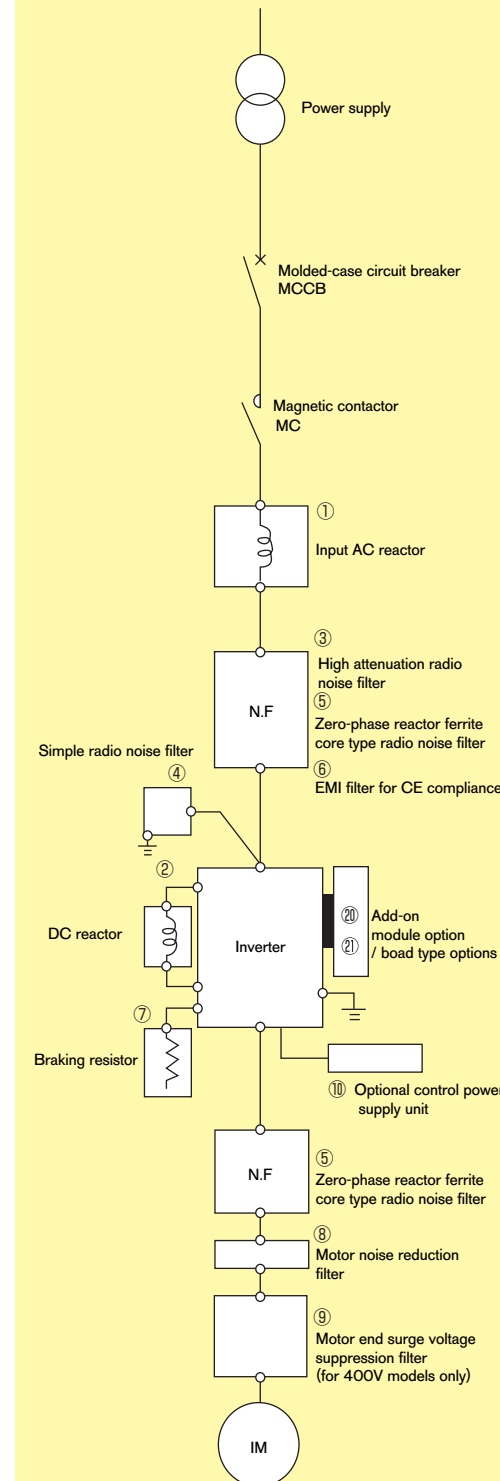 Power supply
Molded-case circuit breaker
MCCB
Magnetic contactor
MC
①
Input AC reactor
③
High attenuation radio
noise filter
N.F
⑤
Zero-phase reactor ferrite
core type radio noise filter
Simple radio noise filter
⑥
EMI filter for CE compliance
④
②
DC reactor
Inverter
⑳
㉑
Add-on
module option
/ boad type options
⑦
Braking resistor
⑩ Optional control power
supply unit
N.F
⑤
Zero-phase reactor ferrite
core type radio noise filter
⑧
Motor noise reduction
filter
⑨
Motor end surge voltage
suppression filter
(for 400V models only)
IM